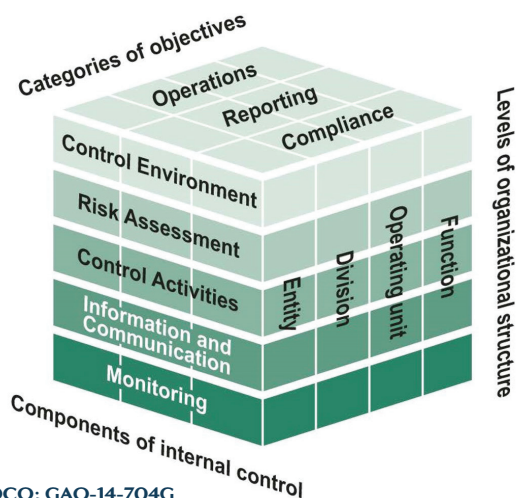 Categories of objectives
Operations
Reporting
Compliance
Levels of organizational structure
Control Environment
Risk Assessment
Control Activities
Information and
Communication
Monitoring
Entity
Division
Operating unit
Function
Components of internal control
GAO-14-704G